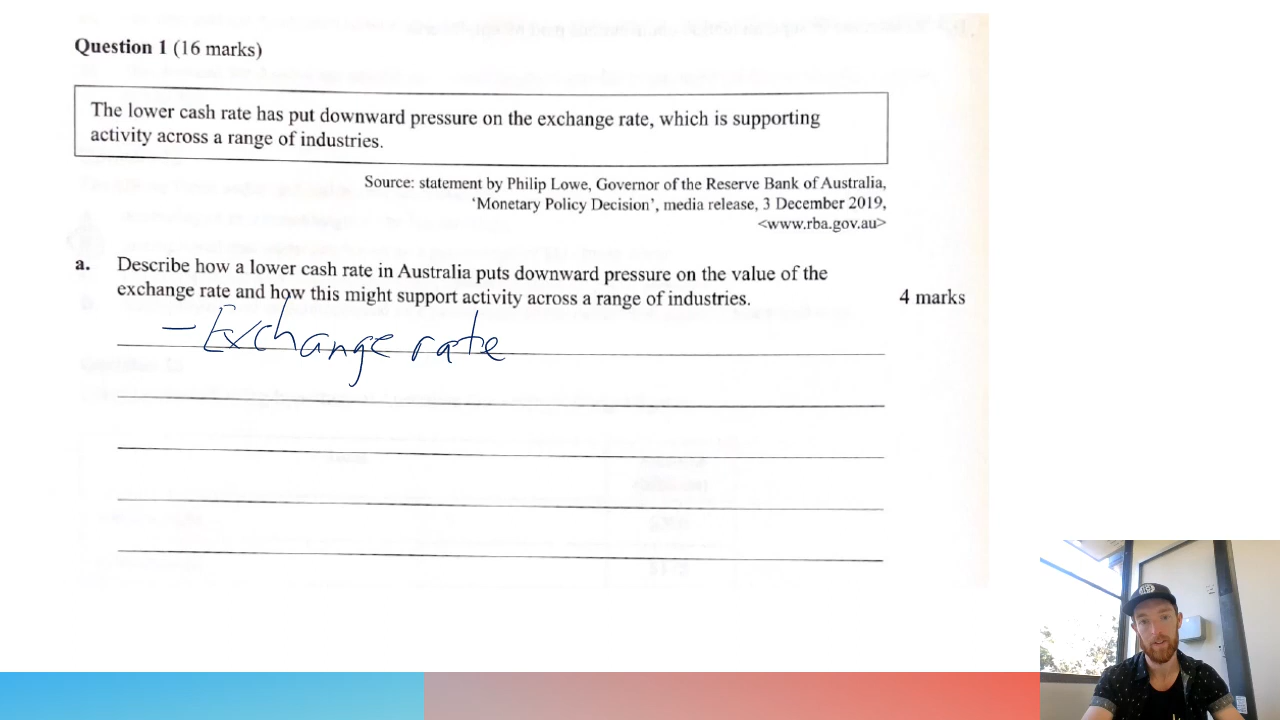 Question 1 (16 marks)
The lower cash rate has put downward pressure on the exchange rate, which is supporting
activity across a range of industries.
Source: statement by Philip Lowe, Governor of the Reserve Bank of Australia,
‘Monetary Policy Decision’, media release, 3 December 2019,
<www.rba.gov.au>
a. Describe how a lower cash rate in Australia puts downward pressure on the value of the
exchange rate and how this might support activity across a range of industries. 4 marks
– Exchange rate